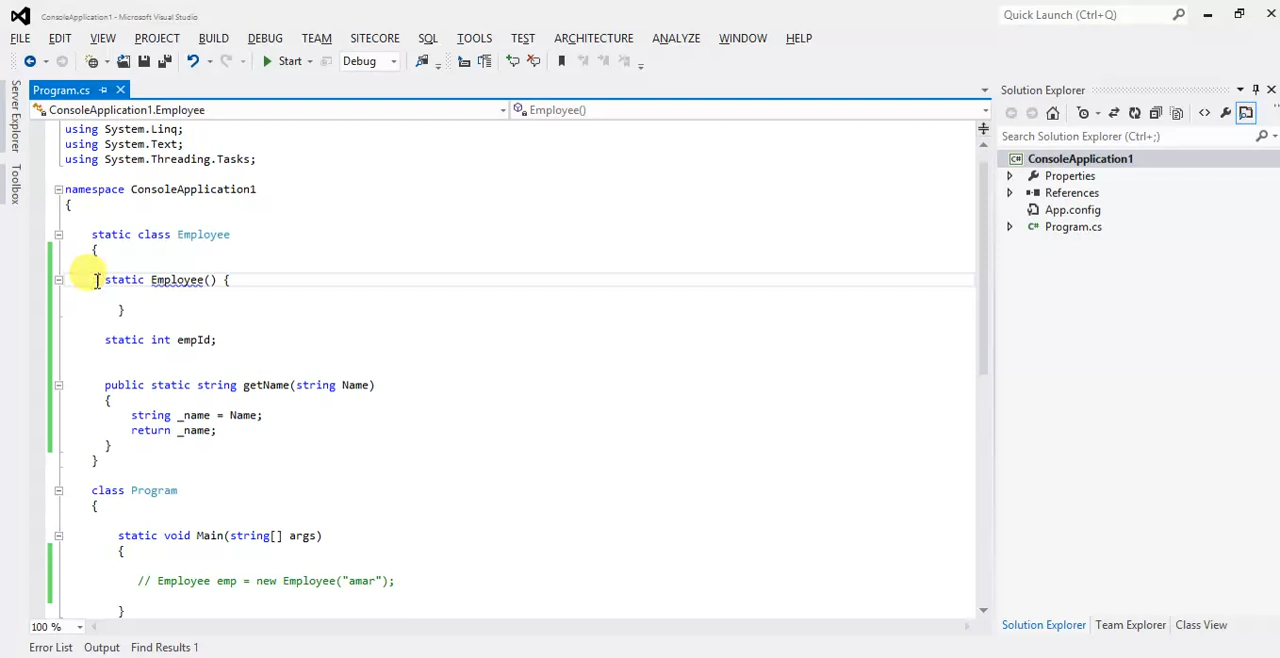 ConsoleApplication1 - Microsoft Visual Studio
Quick Launch (Ctrl+Q)
FILE EDIT VIEW PROJECT BUILD DEBUG TEAM SITECORE SQL TOOLS TEST ARCHITECTURE ANALYZE WINDOW HELP
Start Debug
Server Explorer
Toolbox
Program.cs
ConsoleApplication1.Employee
Employee()
using System.Linq;
using System.Text;
using System.Threading.Tasks;
namespace ConsoleApplication1
{
static class Employee
{
static Employee() {
}
static int empId;
public static string getName(string Name)
{
string _name = Name;
return _name;
}
}
class Program
{
static void Main(string[] args)
{
// Employee emp = new Employee("amar");
}
100 %
Error List Output Find Results 1
Solution Explorer
Search Solution Explorer (Ctrl+;)
C# ConsoleApplication1
Properties
References
App.config
C# Program.cs
Solution Explorer Team Explorer Class View